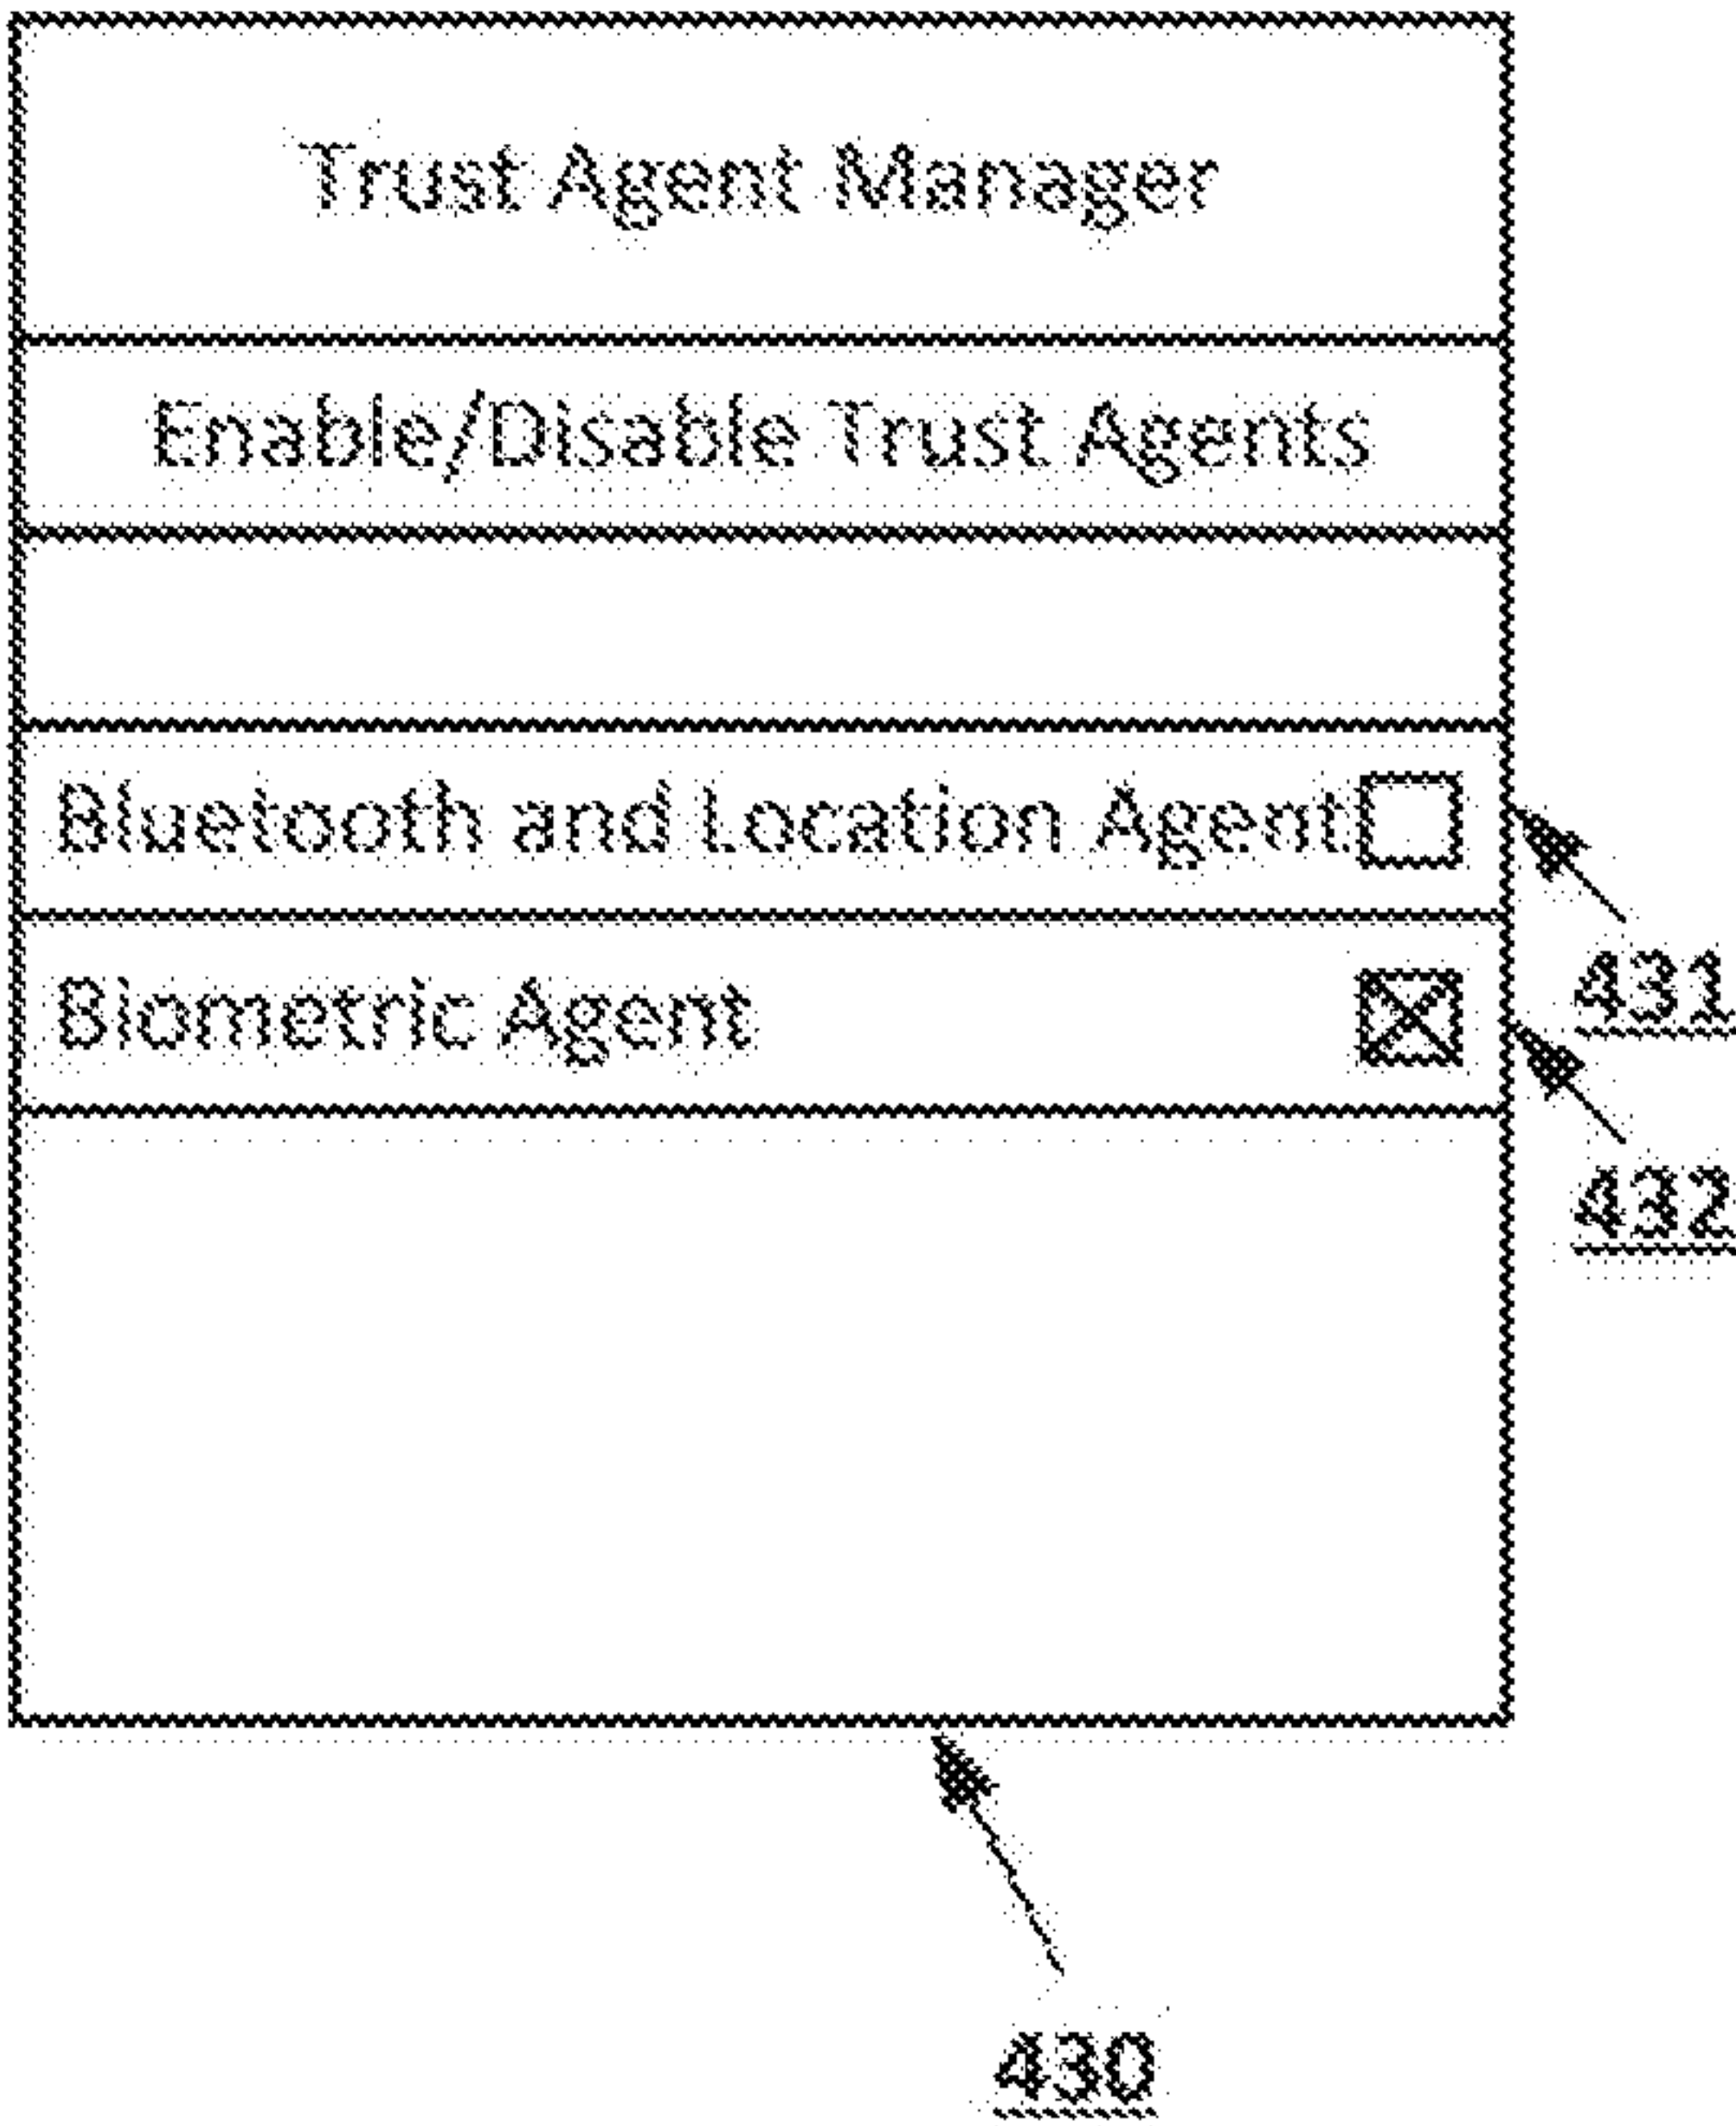 Trust Agent Manager
Enable/Disable Trust Agents
Bluetooth and Location Agent
431
Biometric Agent
432
430